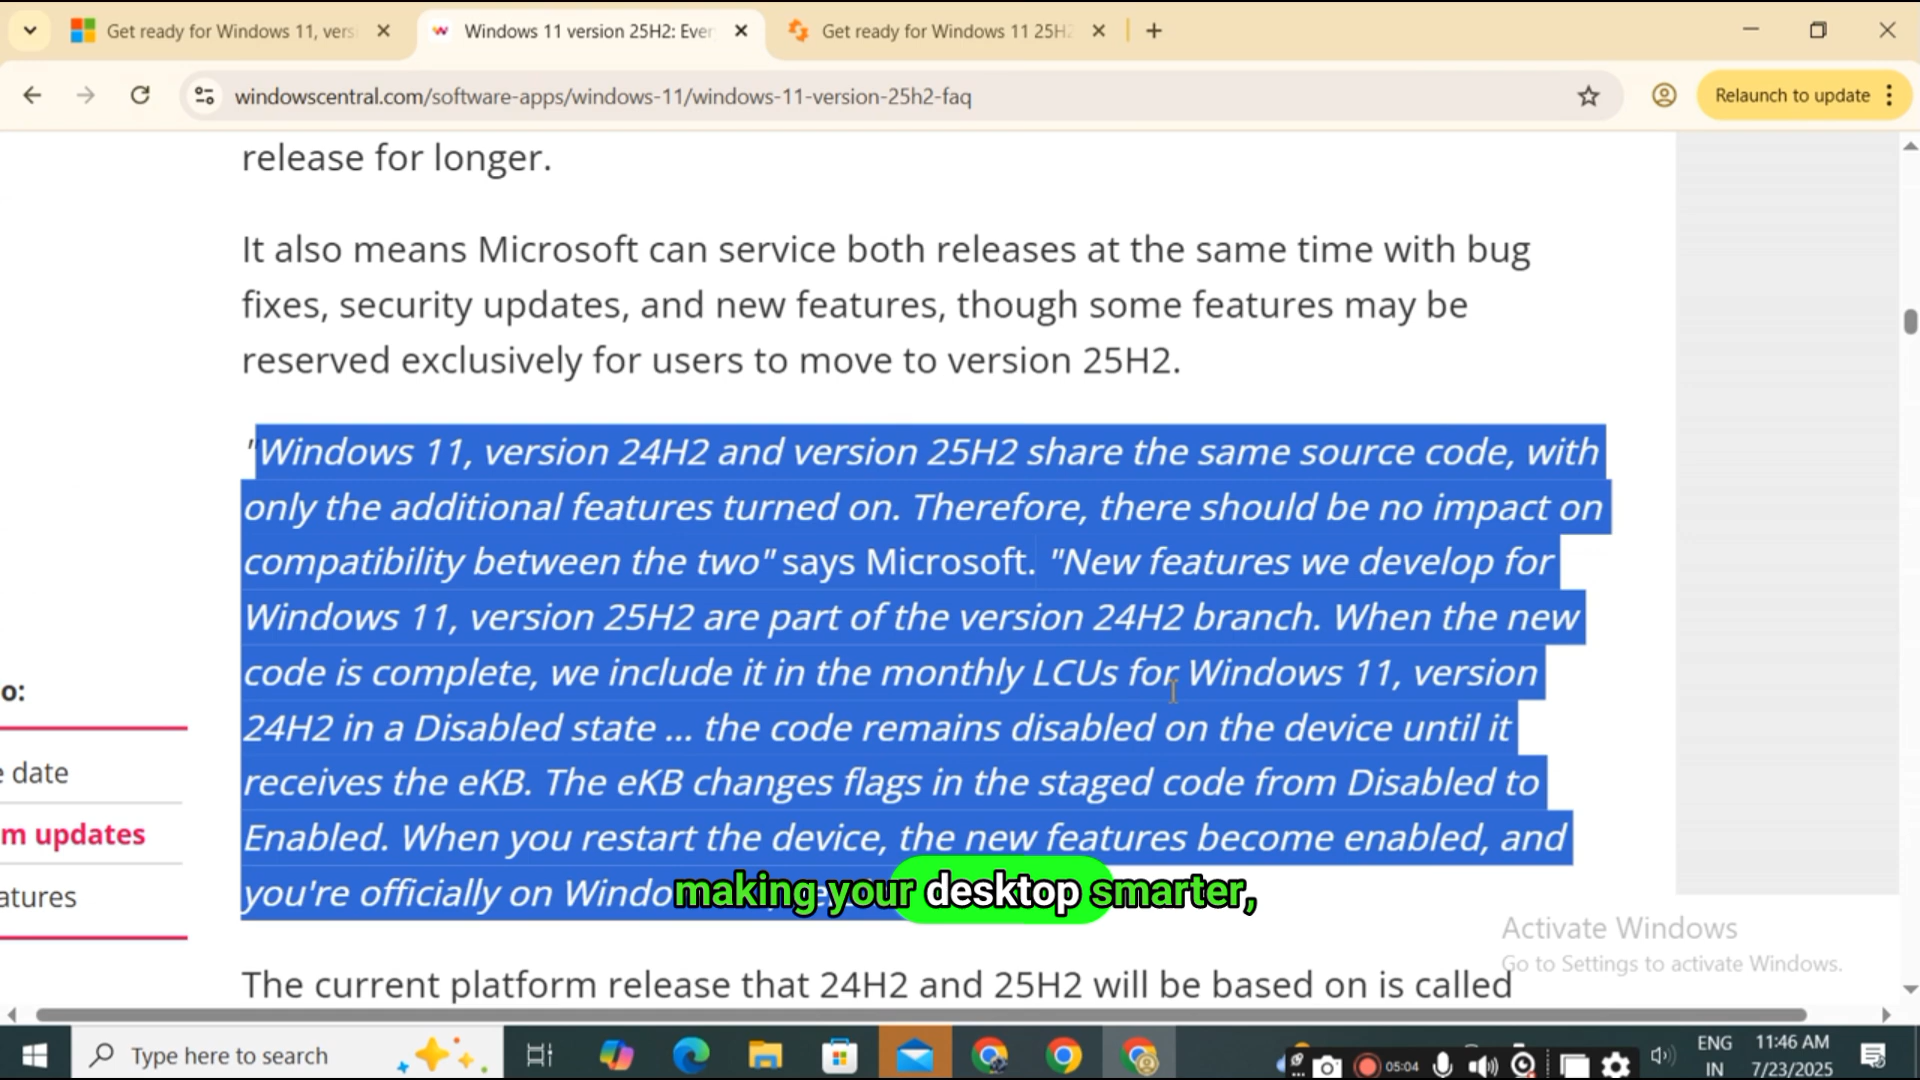 Get ready for Windows 11, vers
Windows 11 version 25H2: Ever
Get ready for Windows 11 25H2
windowscentral.com/software-apps/windows-11/windows-11-version-25h2-faq
Relaunch to update
release for longer.
It also means Microsoft can service both releases at the same time with bug
fixes, security updates, and new features, though some features may be
reserved exclusively for users to move to version 25H2.
"Windows 11, version 24H2 and version 25H2 share the same source code, with
only the additional features turned on. Therefore, there should be no impact on
compatibility between the two" says Microsoft. "New features we develop for
Windows 11, version 25H2 are part of the version 24H2 branch. When the new
code is complete, we include it in the monthly LCUs for Windows 11, version
24H2 in a Disabled state ... the code remains disabled on the device until it
receives the eKB. The eKB changes flags in the staged code from Disabled to
Enabled. When you restart the device, the new features become enabled, and
you're officially on Windo
making your desktop smarter,
The current platform release that 24H2 and 25H2 will be based on is called
o:
e date
m updates
atures
Activate Windows
Go to Settings to activate Windows.
Type here to search
05:04
ENG
IN
11:46 AM
7/23/2025